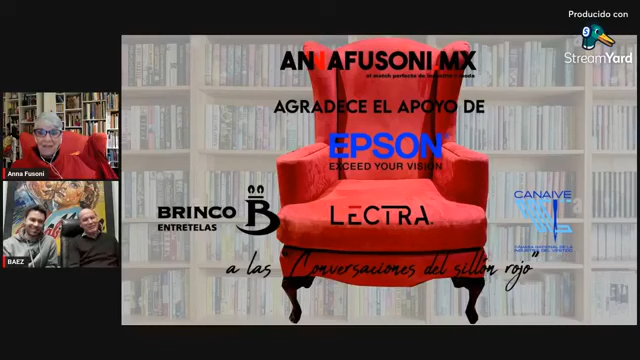 Producido con
StreamYard
ANNAFUSONI.MX
el match perfecto de industria y moda
AGRADECE EL APOYO DE
EPSON
EXCEED YOUR VISION
BRINCO
ENTRETELAS
LECTRA
CANAIVE
CÁMARA NACIONAL DE LA
INDUSTRIA DEL VESTIDO
a las "Conversaciones del sillón rojo"
Anna Fusoni
BAEZ